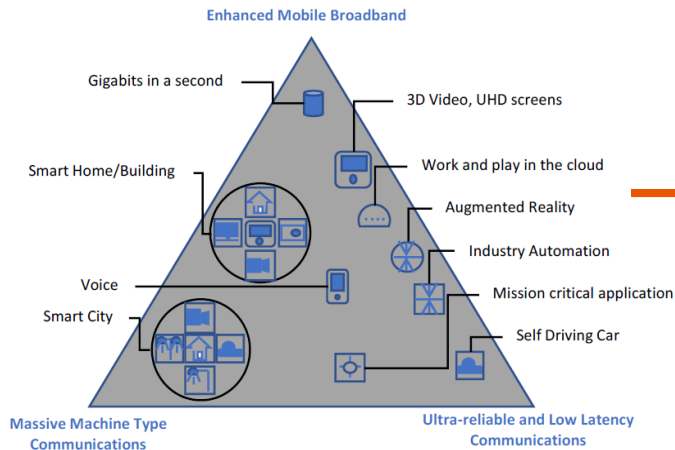 Enhanced Mobile Broadband
Gigabits in a second
3D Video, UHD screens
Smart Home/Building
Work and play in the cloud
Augmented Reality
Industry Automation
Voice
Mission critical application
Smart City
Self Driving Car
Massive Machine Type
Communications
Ultra-reliable and Low Latency
Communications